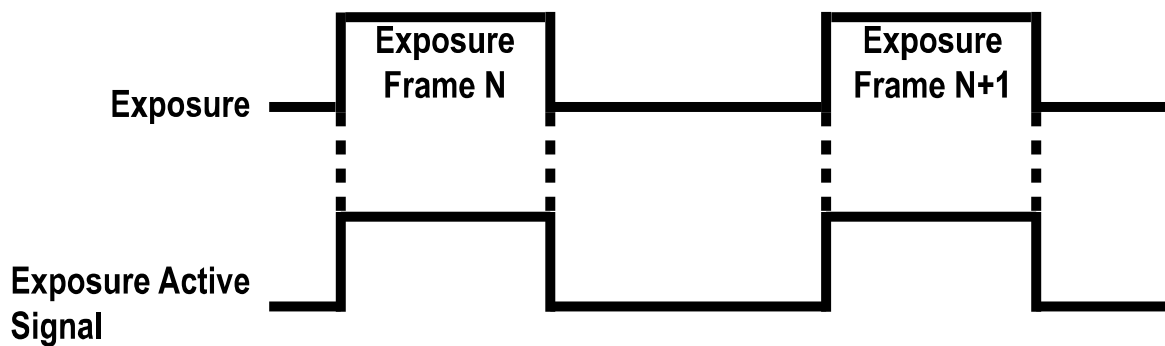 Exposure
Frame N
Exposure
Frame N+1
Exposure
Exposure Active
Signal